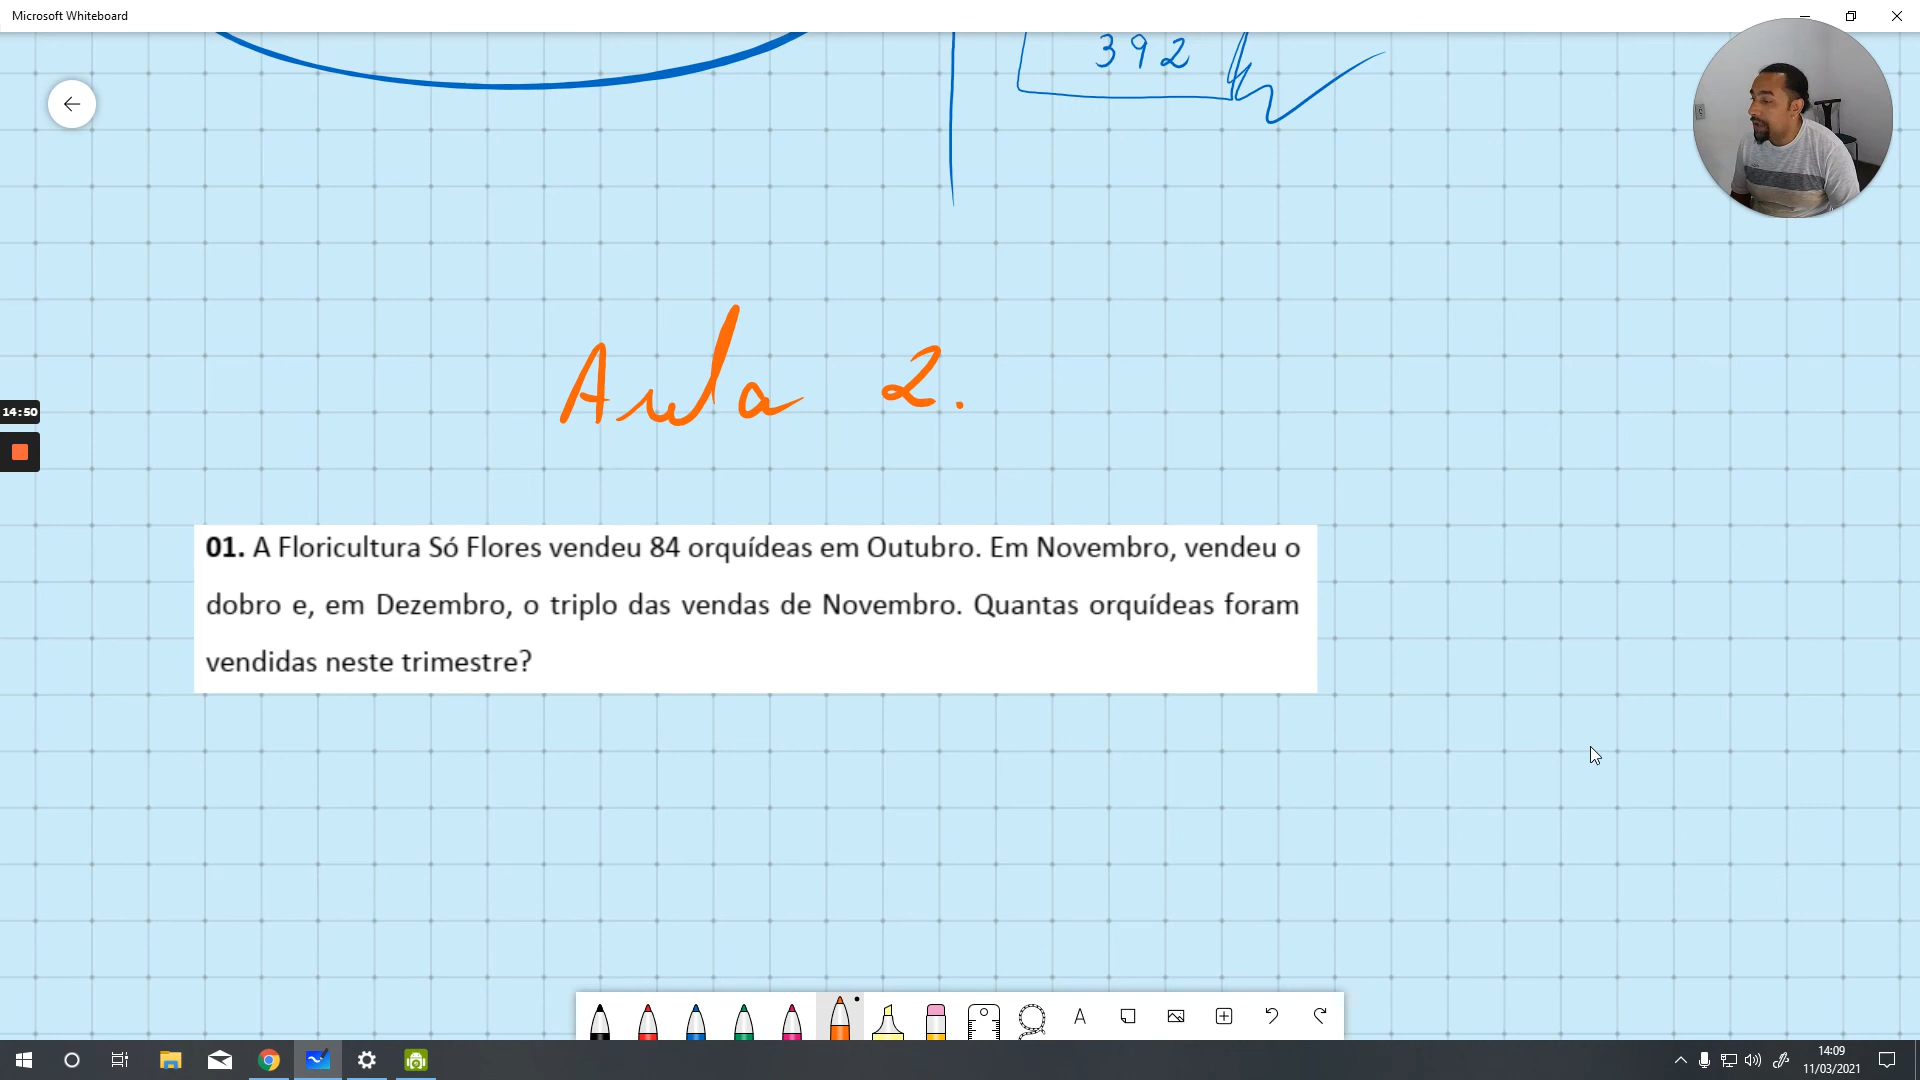 Microsoft Whiteboard
392
Aula 2.
14:50
01. A Floricultura Só Flores vendeu 84 orquídeas em Outubro. Em Novembro, vendeu o
dobro e, em Dezembro, o triplo das vendas de Novembro. Quantas orquídeas foram
vendidas neste trimestre?
14:09
11/03/2021